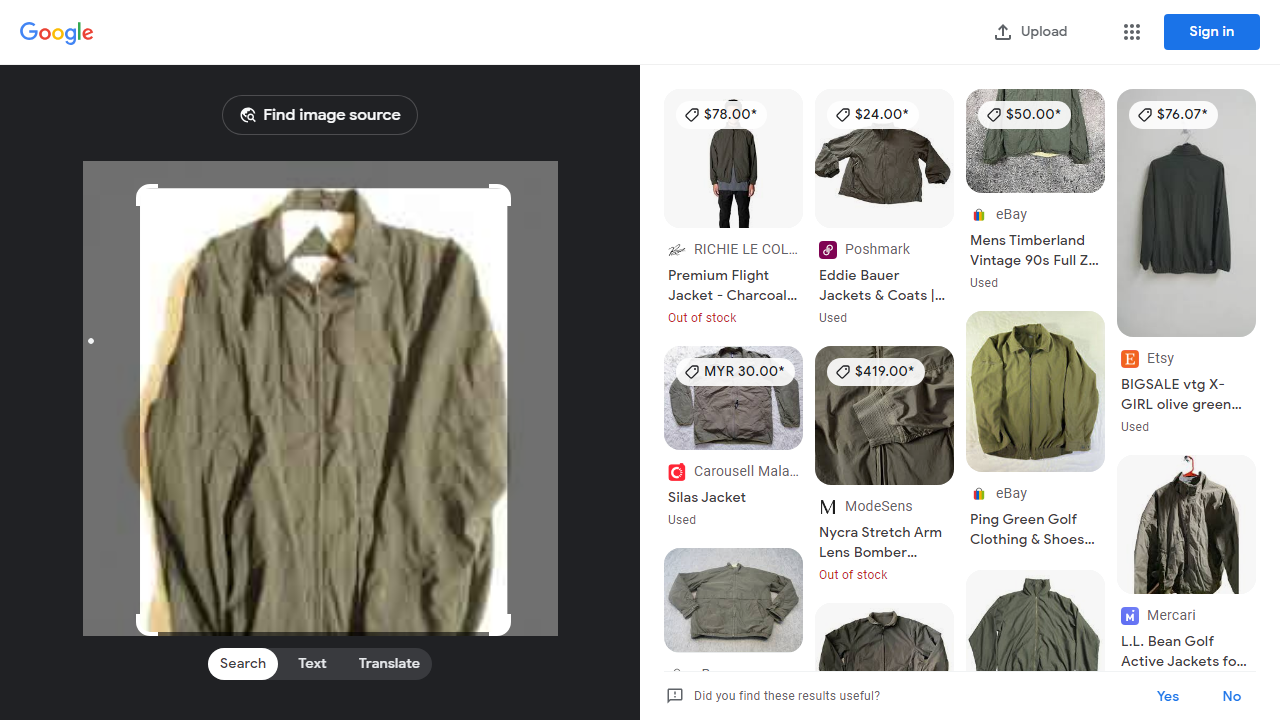 Google
Upload
Sign in
Find image source
Search
Text
Translate
$78.00*
RICHIE LE COL...
Premium Flight
Jacket - Charcoal...
Out of stock
MYR 30.00*
Carousell Mala...
Silas Jacket
Used
$24.00*
Poshmark
Eddie Bauer
Jackets & Coats |...
Used
$419.00*
ModeSens
Nycra Stretch Arm
Lens Bomber...
Out of stock
$50.00*
eBay
Mens Timberland
Vintage 90s Full Z...
Used
eBay
Ping Green Golf
Clothing & Shoes...
$76.07*
Etsy
BIGSALE vtg X-
GIRL olive green...
Used
Mercari
L.L. Bean Golf
Active Jackets fo...
Did you find these results useful?
Yes
No